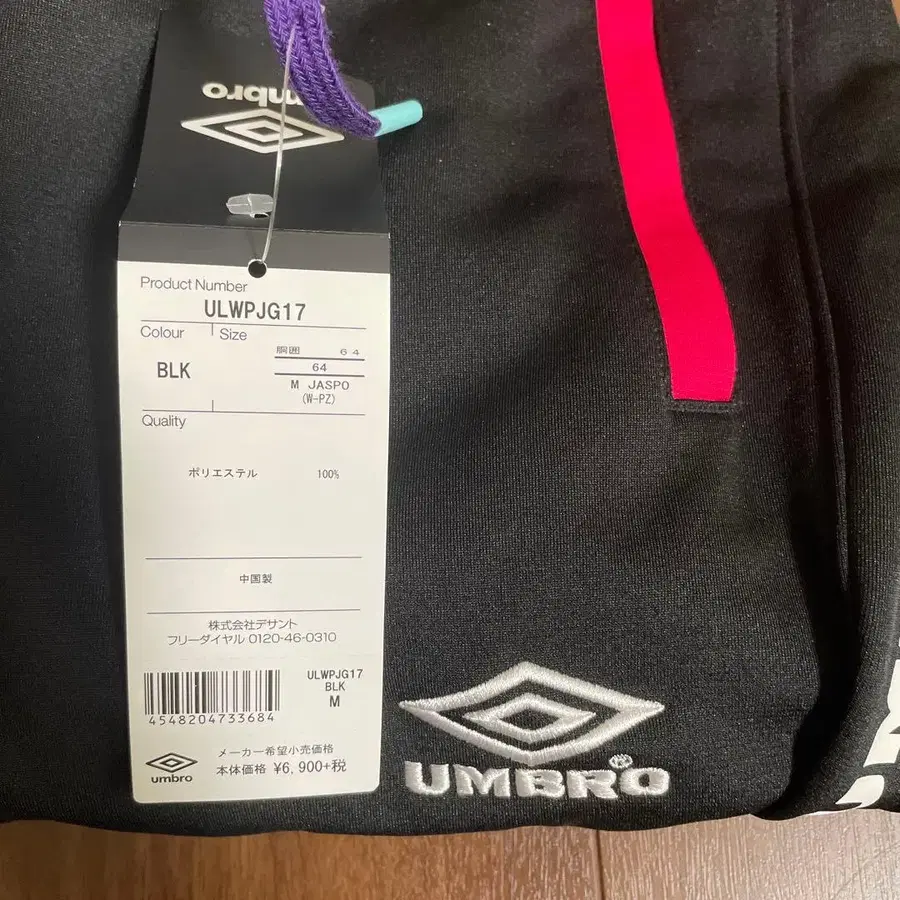 umbro
Product Number
ULWPJG17
Colour Size
胴囲 64
BLK
64
M JASPO
(W-PZ)
Quality
ポリエステル 100%
中国製
株式会社デサント
フリーダイヤル 0120-46-0310
ULWPJG17
BLK
M
4548204733684
umbro
メーカー希望小売価格
本体価格 ¥6,900+税
UMBRO®